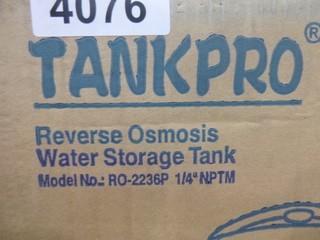 4076
TANKPRO®
Reverse Osmosis
Water Storage Tank
Model No.: RO-2236P 1/4" NPTM